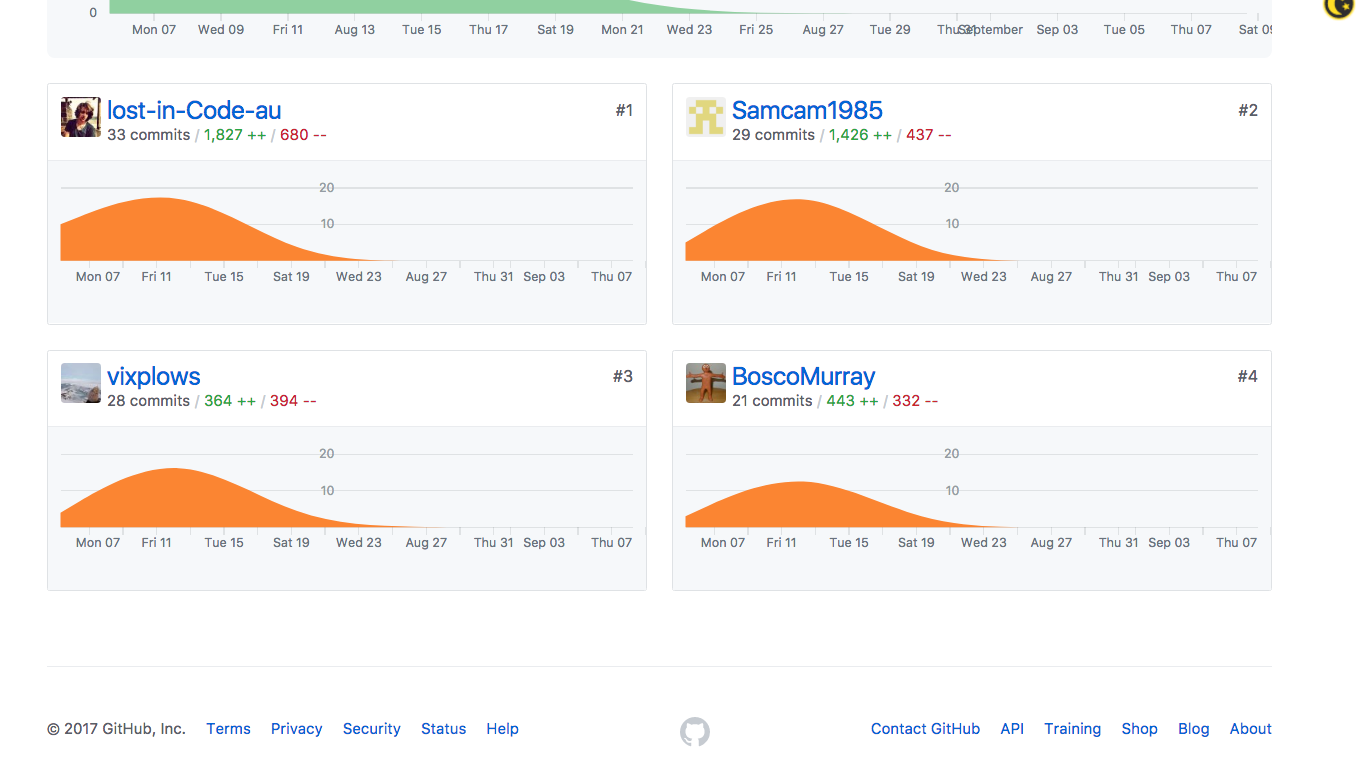 0
Mon 07 Wed 09 Fri 11 Aug 13 Tue 15 Thu 17 Sat 19 Mon 21 Wed 23 Fri 25 Aug 27 Tue 29 Thu 31 September Sep 03 Tue 05 Thu 07 Sat 09
lost-in-Code-au #1
33 commits / 1,827 ++ / 680 --
20
10
Mon 07 Fri 11 Tue 15 Sat 19 Wed 23 Aug 27 Thu 31 Sep 03 Thu 07
Samcam1985 #2
29 commits / 1,426 ++ / 437 --
20
10
Mon 07 Fri 11 Tue 15 Sat 19 Wed 23 Aug 27 Thu 31 Sep 03 Thu 07
vixplows #3
28 commits / 364 ++ / 394 --
20
10
Mon 07 Fri 11 Tue 15 Sat 19 Wed 23 Aug 27 Thu 31 Sep 03 Thu 07
BoscoMurray #4
21 commits / 443 ++ / 332 --
20
10
Mon 07 Fri 11 Tue 15 Sat 19 Wed 23 Aug 27 Thu 31 Sep 03 Thu 07
© 2017 GitHub, Inc. Terms Privacy Security Status Help Contact GitHub API Training Shop Blog About